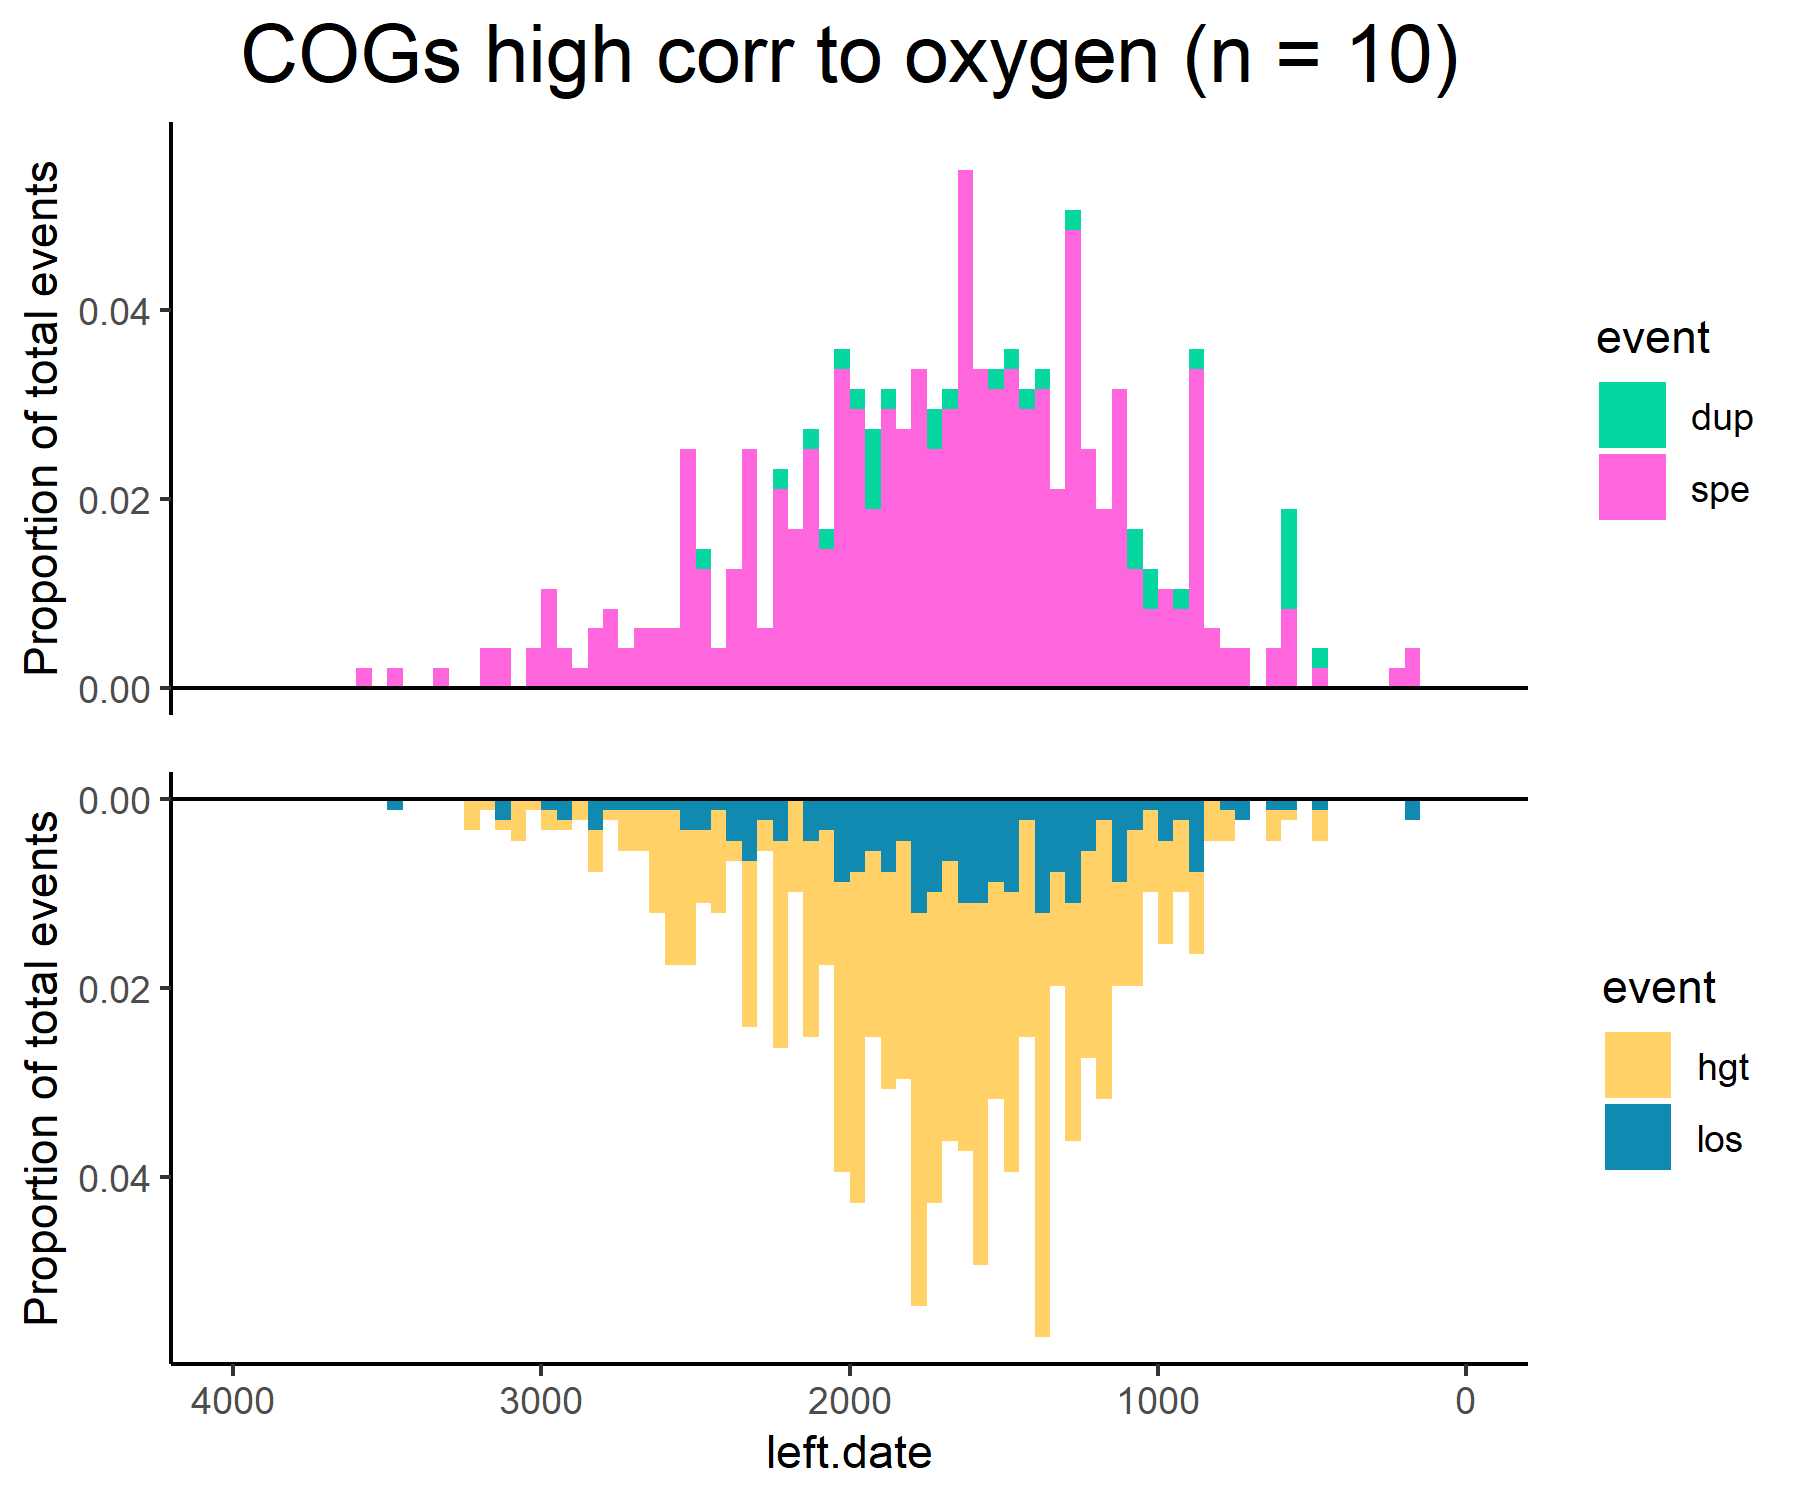 COGs high corr to oxygen (n = 10)
Proportion of total events
0.04
0.02
0.00
event
dup
spe
Proportion of total events
0.00
0.02
0.04
event
hgt
los
4000 3000 2000 1000 0
left.date